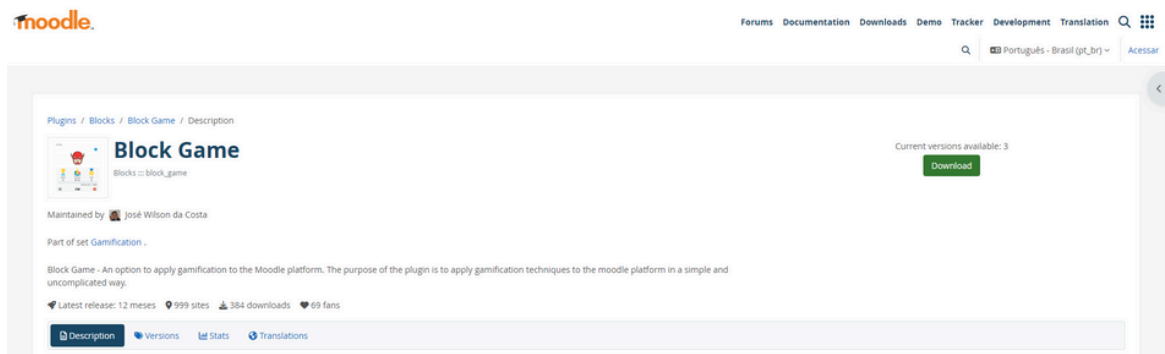 moodle
Forums Documentation Downloads Demo Tracker Development Translation
Português - Brasil (pt_br) Acessar
Plugins / Blocks / Block Game / Description
Block Game
Blocks ::: block_game
Current versions available: 3
Download
Maintained by José Wilson da Costa
Part of set Gamification .
Block Game - An option to apply gamification to the Moodle platform. The purpose of the plugin is to apply gamification techniques to the moodle platform in a simple and
uncomplicated way.
Latest release: 12 meses 999 sites 384 downloads 69 fans
Description Versions Stats Translations